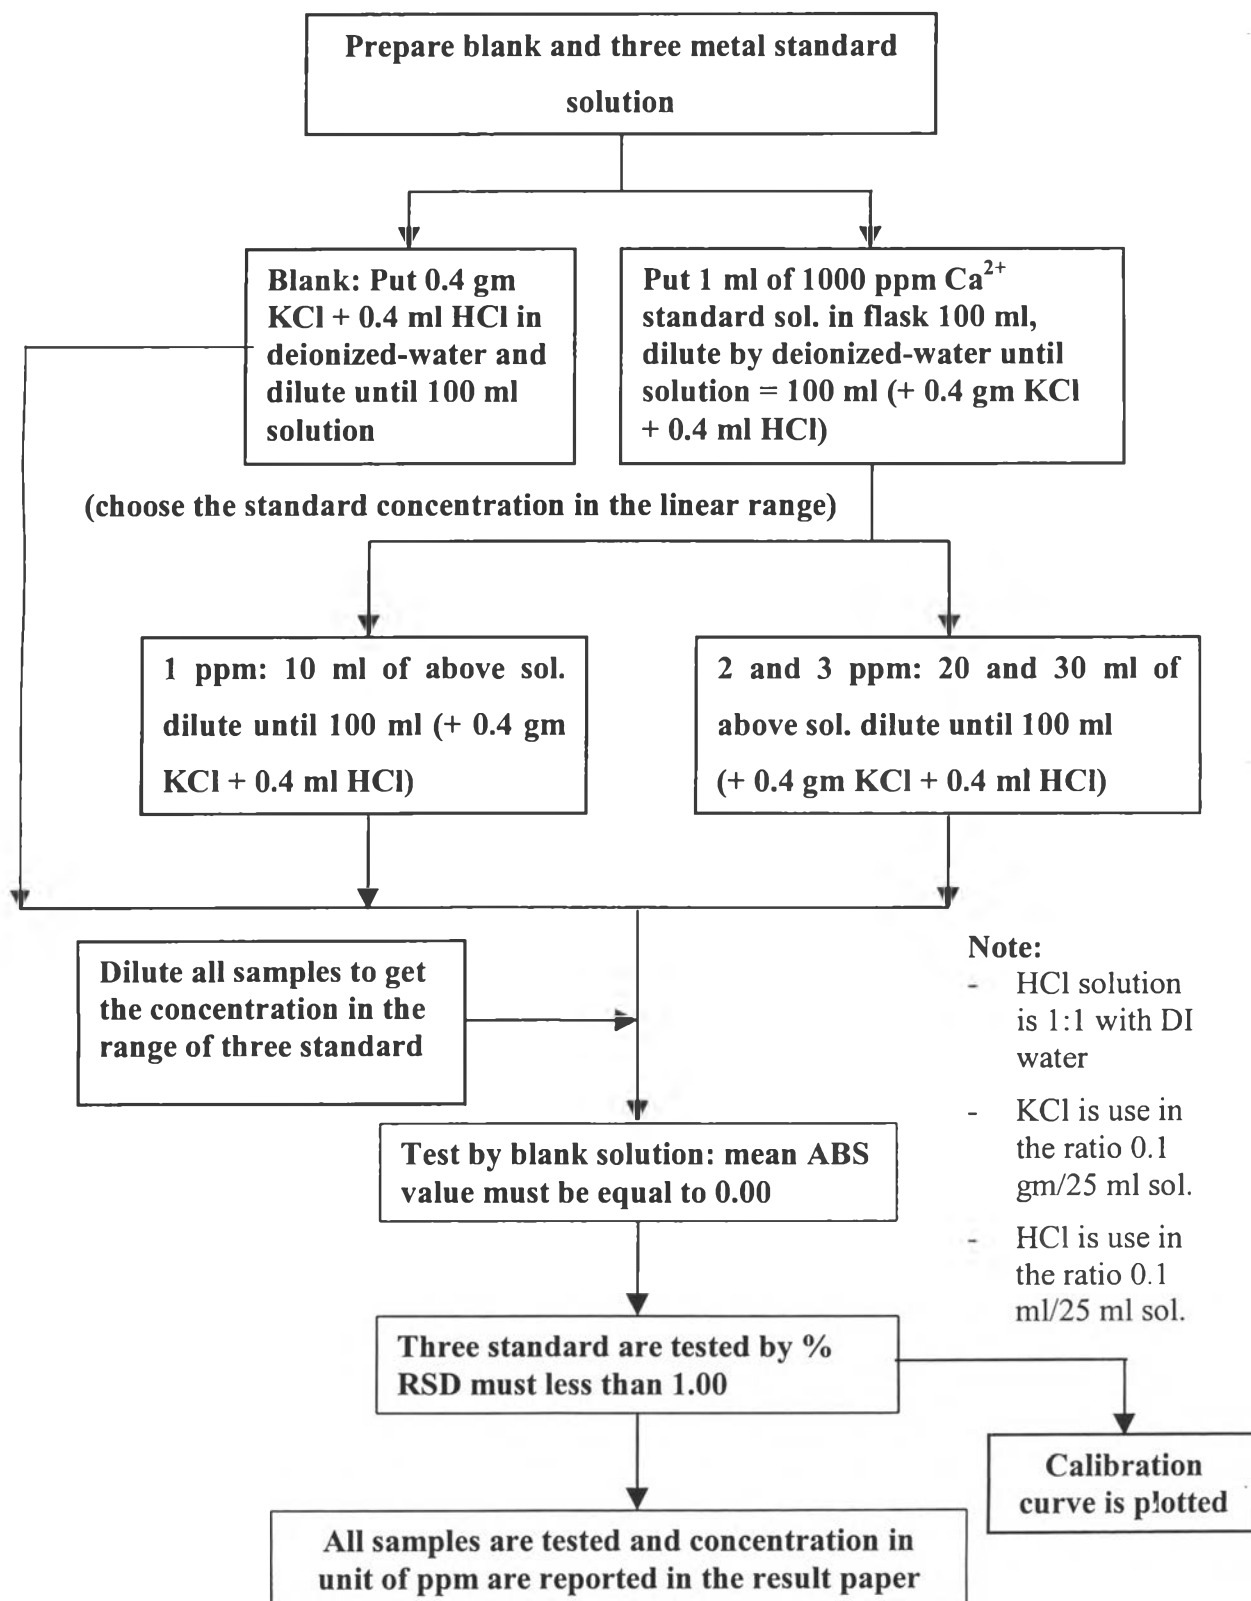 Prepare blank and three metal standard
solution
Blank: Put 0.4 gm
KCl + 0.4 ml HCl in
deionized-water and
dilute until 100 ml
solution
Put 1 ml of 1000 ppm Ca²⁺
standard sol. in flask 100 ml,
dilute by deionized-water until
solution = 100 ml (+ 0.4 gm KCl
+ 0.4 ml HCl)
(choose the standard concentration in the linear range)
1 ppm: 10 ml of above sol.
dilute until 100 ml (+ 0.4 gm
KCl + 0.4 ml HCl)
2 and 3 ppm: 20 and 30 ml of
above sol. dilute until 100 ml
(+ 0.4 gm KCl + 0.4 ml HCl)
Dilute all samples to get
the concentration in the
range of three standard
Note:
- HCl solution
is 1:1 with DI
water
- KCl is use in
the ratio 0.1
gm/25 ml sol.
- HCl is use in
the ratio 0.1
ml/25 ml sol.
Test by blank solution: mean ABS
value must be equal to 0.00
Three standard are tested by %
RSD must less than 1.00
Calibration
curve is plotted
All samples are tested and concentration in
unit of ppm are reported in the result paper